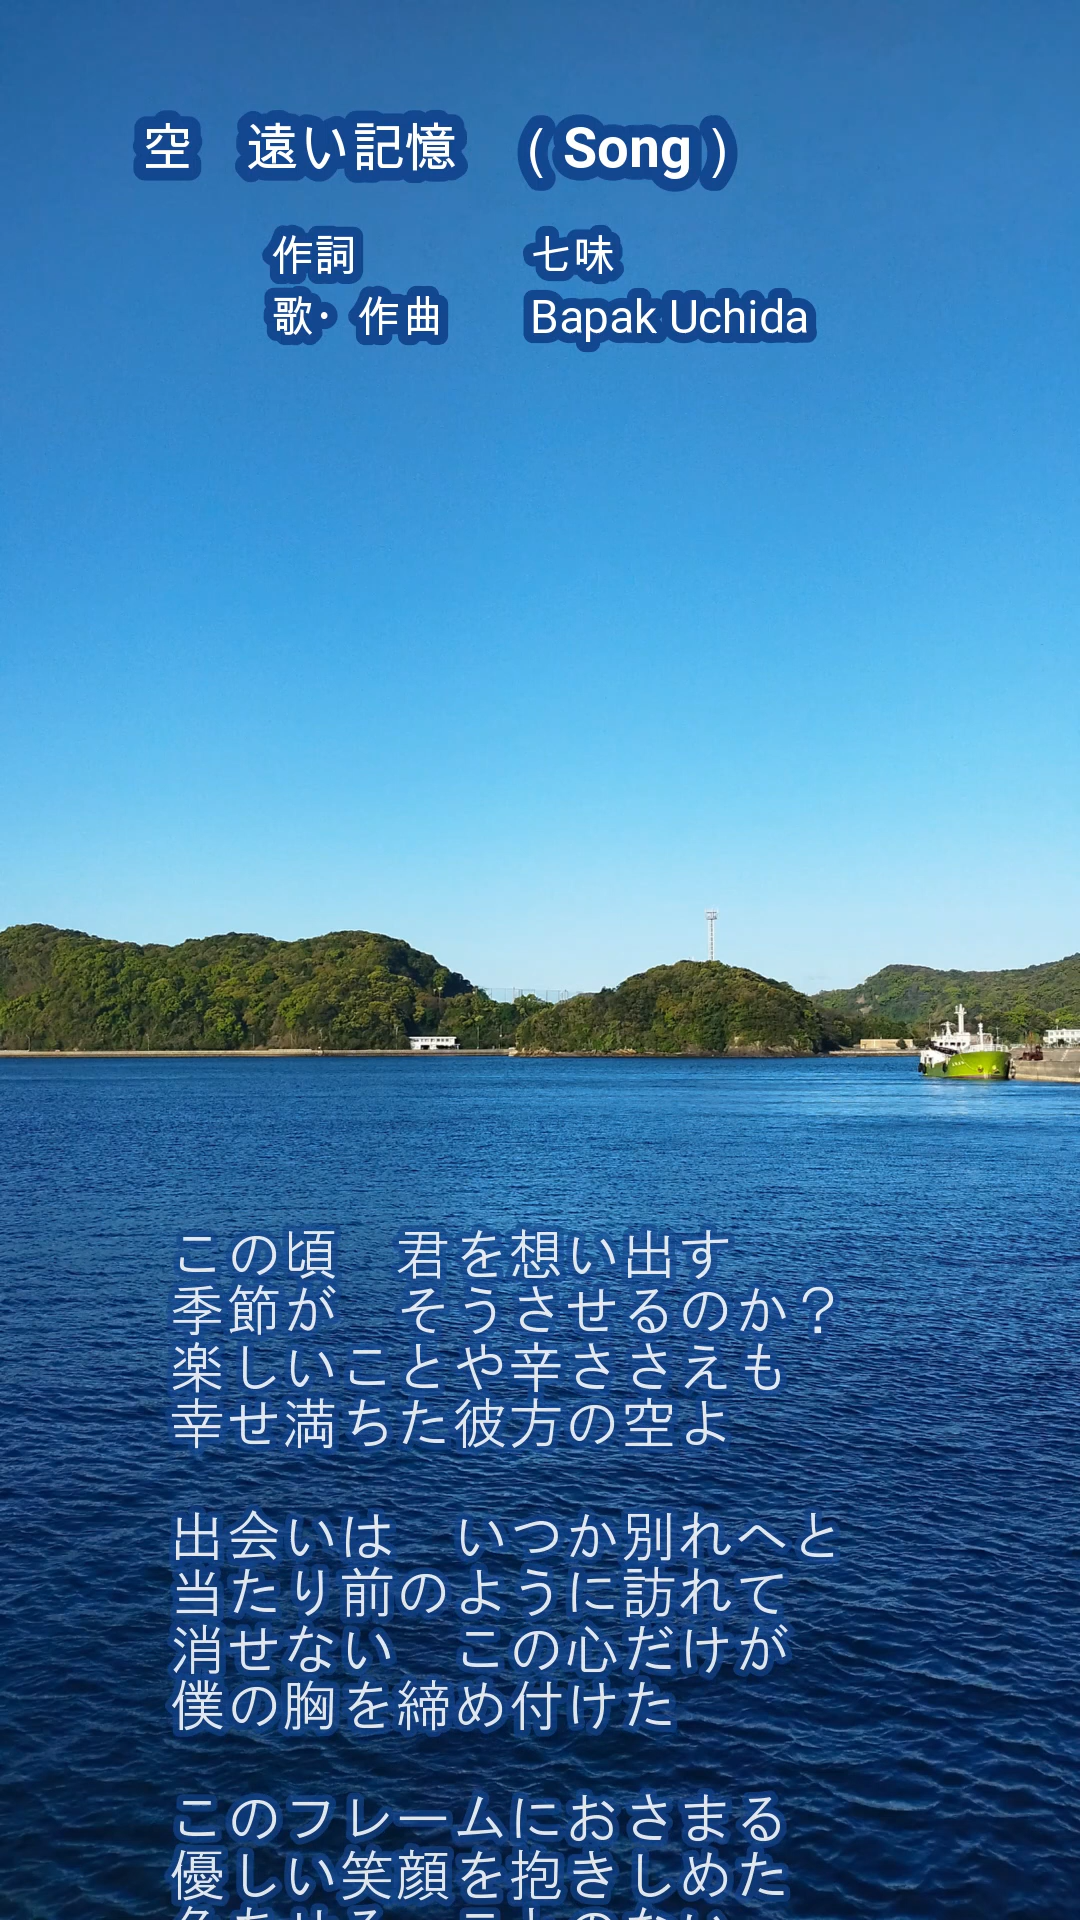 空　遠い記憶　( Song )
作詞　　　　七味
歌・作曲　　Bapak Uchida
この頃　君を想い出す
季節が　そうさせるのか？
楽しいことや辛ささえも
幸せ満ちた彼方の空よ
出会いは　いつか別れへと
当たり前のように訪れて
消せない　この心だけが
僕の胸を締め付けた
このフレームにおさまる
優しい笑顔を抱きしめた